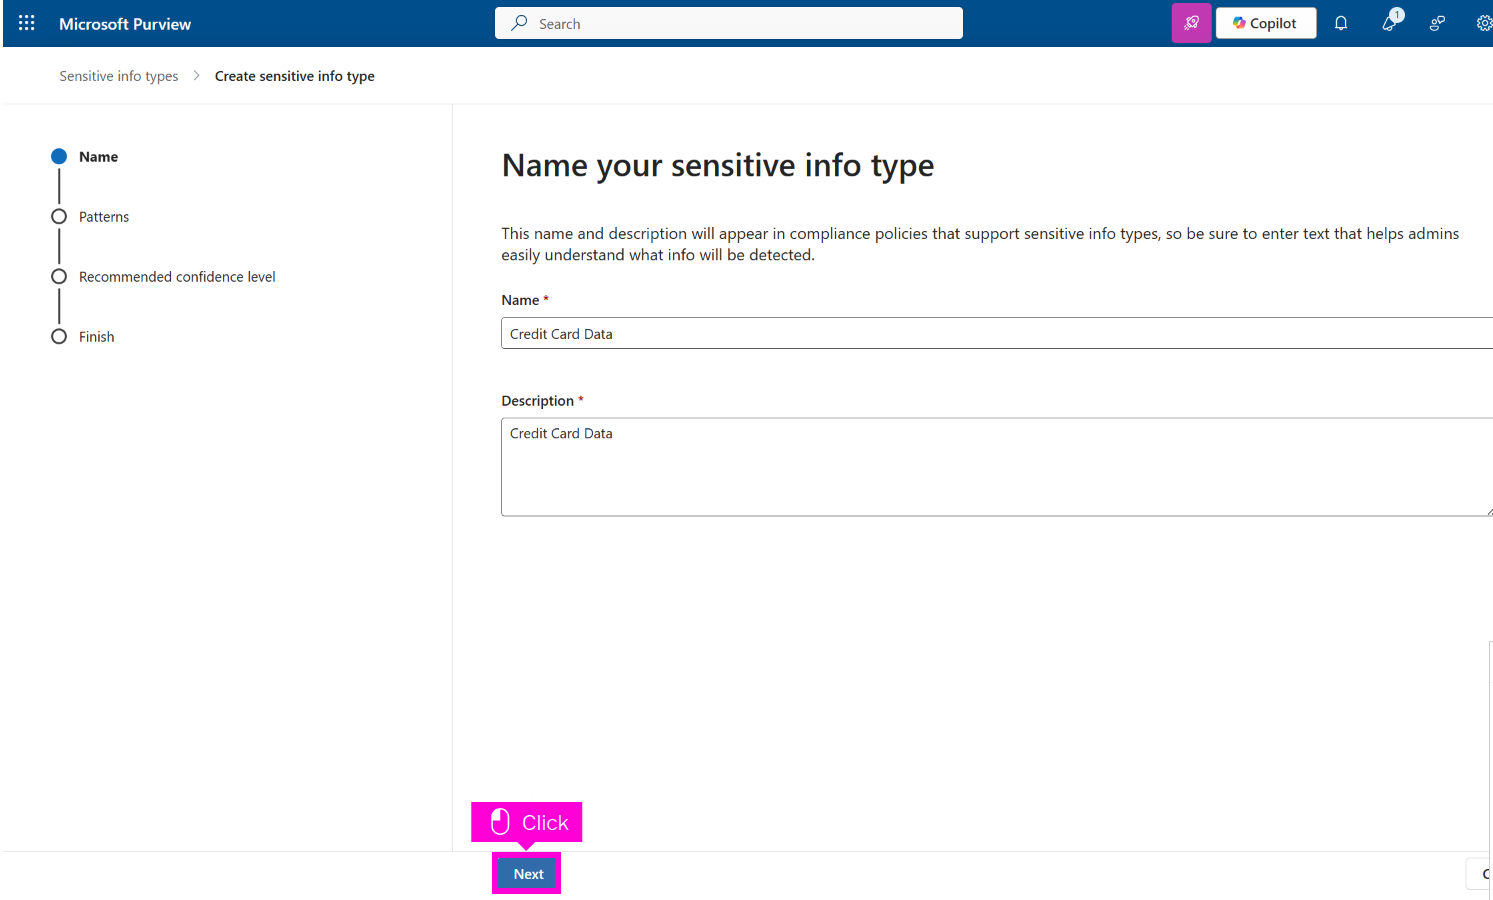 Microsoft Purview
Search
Copilot
1
Sensitive info types > Create sensitive info type
Name
Patterns
Recommended confidence level
Finish
Name your sensitive info type
This name and description will appear in compliance policies that support sensitive info types, so be sure to enter text that helps admins
easily understand what info will be detected.
Name *
Credit Card Data
Description *
Credit Card Data
Click
Next